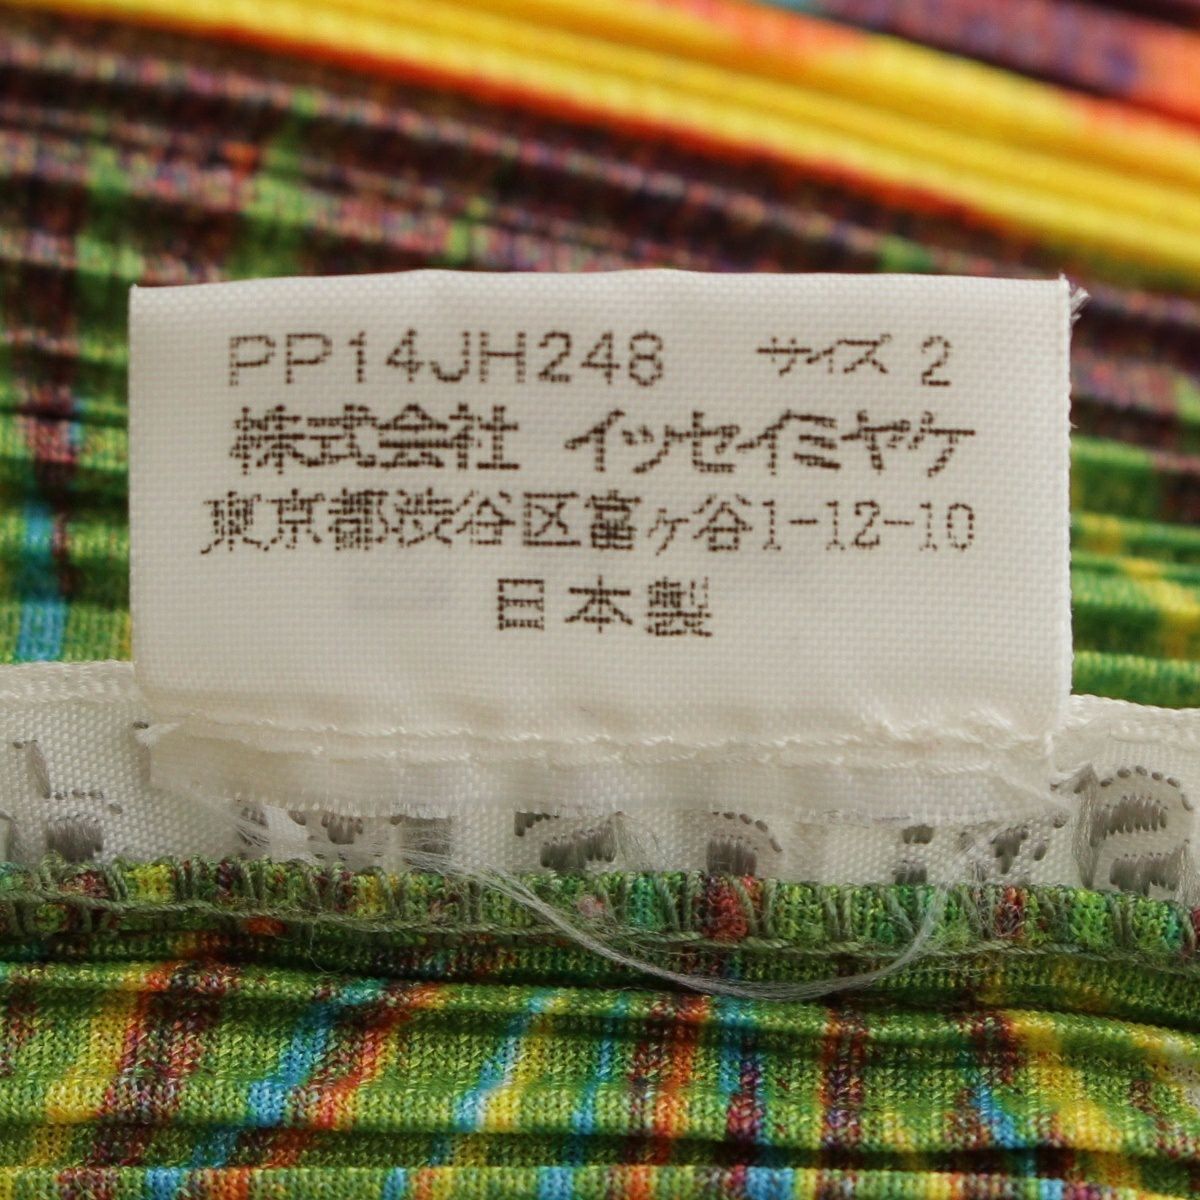 PP14JH248 サイズ 2
株式会社 イッセイミヤケ
東京都渋谷区富ヶ谷1-12-10
日本製